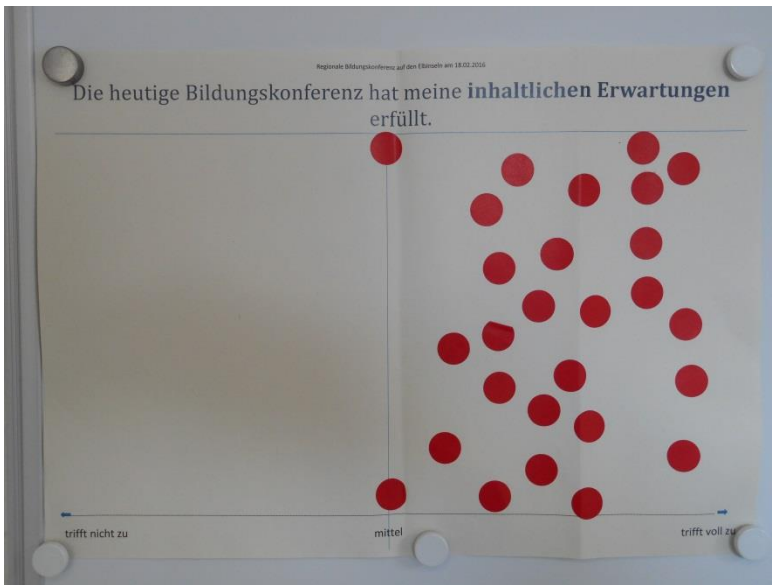 Regionale Bildungskonferenz auf den Elbinseln am 18.02.2016
Die heutige Bildungskonferenz hat meine inhaltlichen Erwartungen
erfüllt.
trifft nicht zu mittel trifft voll zu